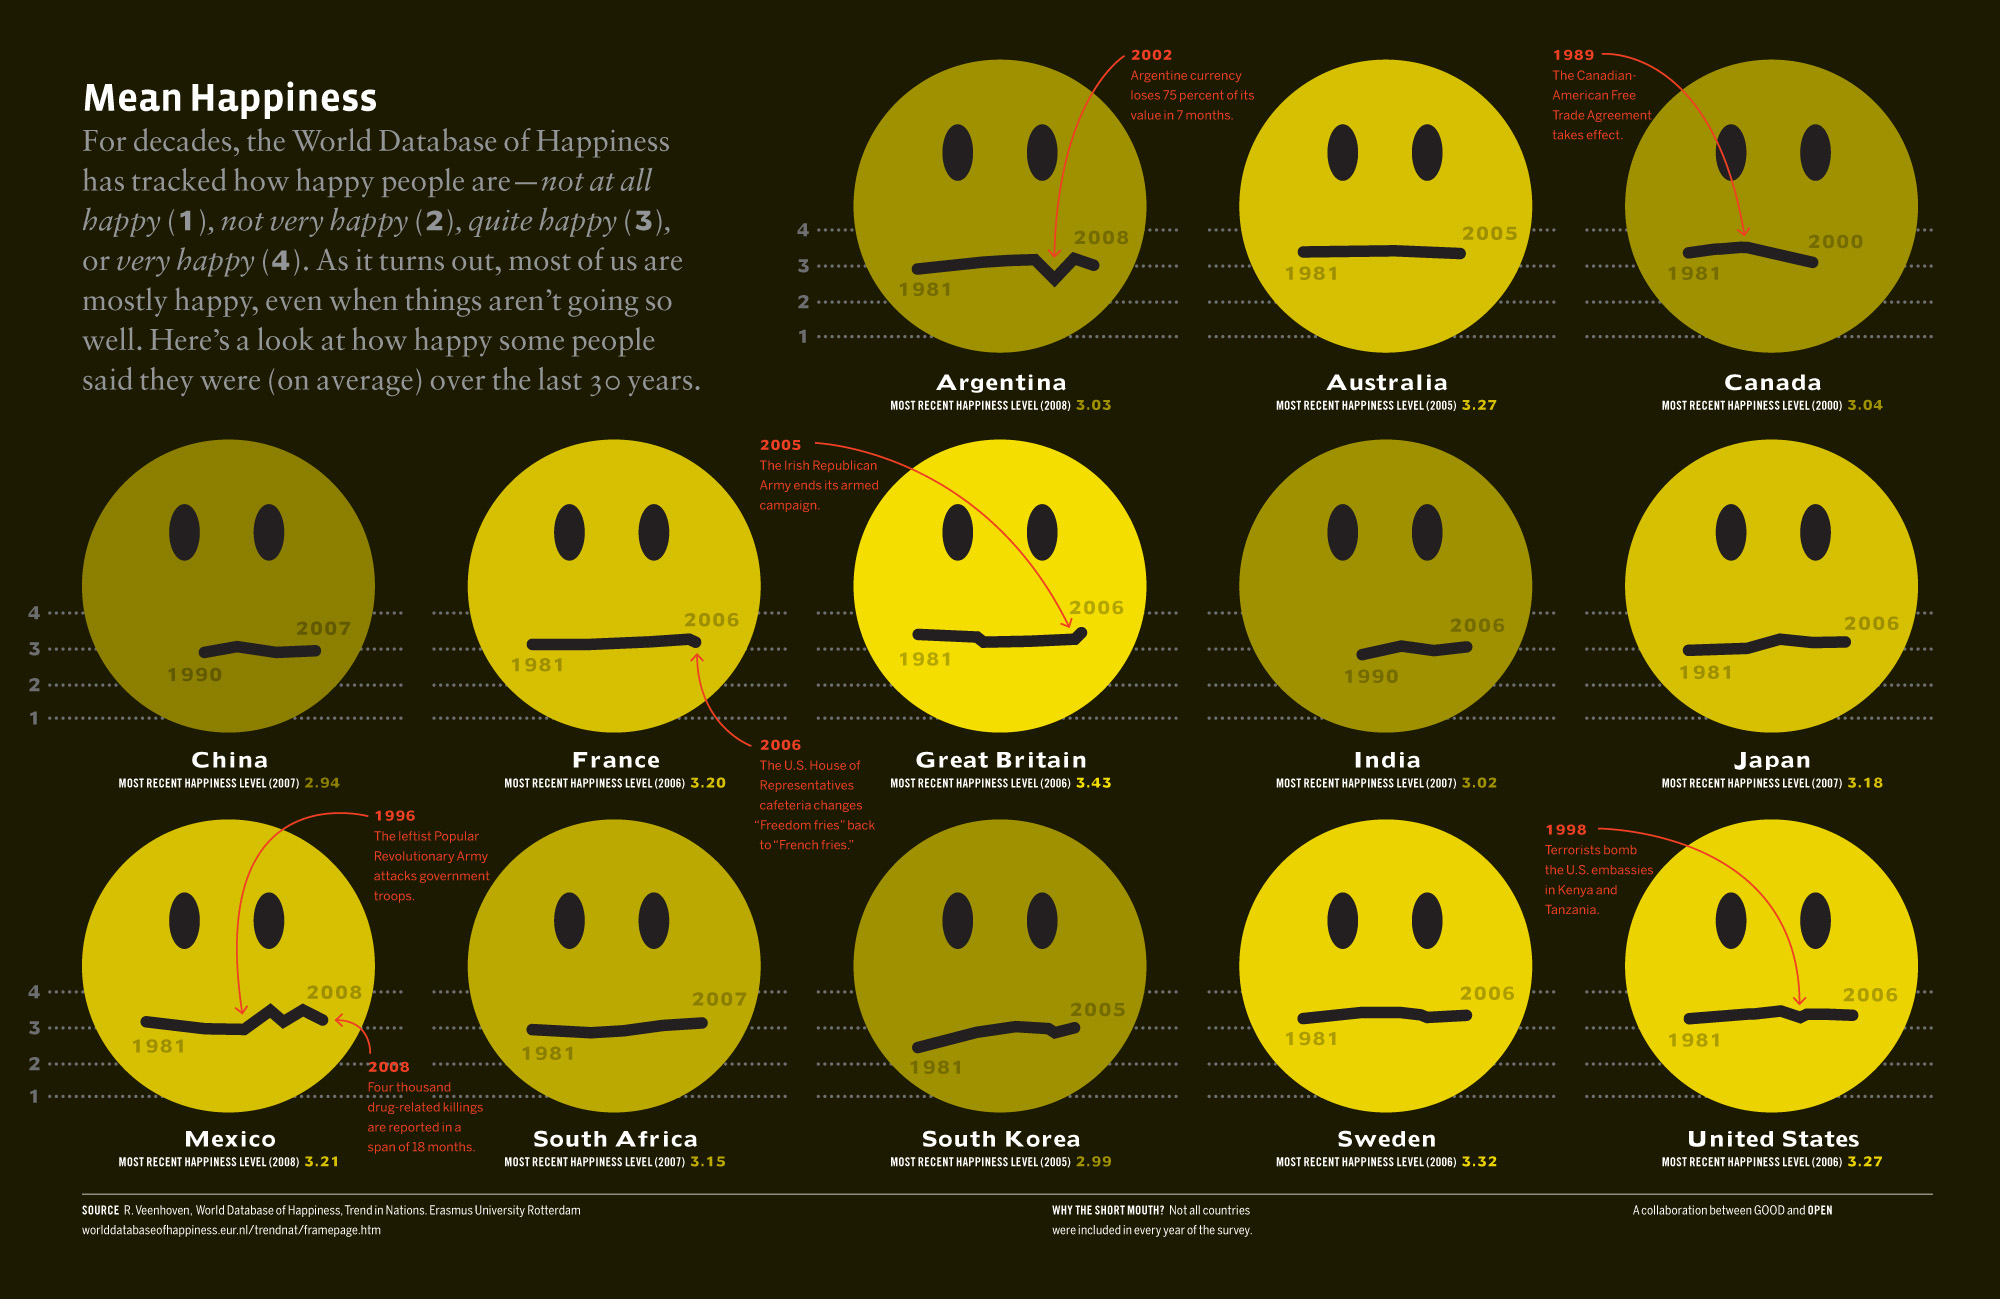 Mean Happiness
For decades, the World Database of Happiness
has tracked how happy people are—not at all
happy (1), not very happy (2), quite happy (3),
or very happy (4). As it turns out, most of us are
mostly happy, even when things aren't going so
well. Here's a look at how happy some people
said they were (on average) over the last 30 years.
2002
Argentine currency
loses 75 percent of its
value in 7 months.
4
3
2
1
1981
2008
Argentina
MOST RECENT HAPPINESS LEVEL (2008) 3.03
1981
2005
Australia
MOST RECENT HAPPINESS LEVEL (2005) 3.27
1989
The Canadian-
American Free
Trade Agreement
takes effect.
1981
2000
Canada
MOST RECENT HAPPINESS LEVEL (2000) 3.04
4
3
2
1
1990
2007
China
MOST RECENT HAPPINESS LEVEL (2007) 2.94
1981
2006
France
MOST RECENT HAPPINESS LEVEL (2006) 3.20
2006
The U.S. House of
Representatives
cafeteria changes
"Freedom fries" back
to "French fries."
2005
The Irish Republican
Army ends its armed
campaign.
1981
2006
Great Britain
MOST RECENT HAPPINESS LEVEL (2006) 3.43
1990
2006
India
MOST RECENT HAPPINESS LEVEL (2007) 3.02
1981
2006
Japan
MOST RECENT HAPPINESS LEVEL (2007) 3.18
4
3
2
1
1996
The leftist Popular
Revolutionary Army
attacks government
troops.
1981
2008
2008
Four thousand
drug-related killings
are reported in a
span of 18 months.
Mexico
MOST RECENT HAPPINESS LEVEL (2008) 3.21
1981
2007
South Africa
MOST RECENT HAPPINESS LEVEL (2007) 3.15
1981
2005
South Korea
MOST RECENT HAPPINESS LEVEL (2005) 2.99
1981
2006
Sweden
MOST RECENT HAPPINESS LEVEL (2006) 3.32
1998
Terrorists bomb
the U.S. embassies
in Kenya and
Tanzania.
1981
2006
United States
MOST RECENT HAPPINESS LEVEL (2006) 3.27
SOURCE R. Veenhoven, World Database of Happiness, Trend in Nations. Erasmus University Rotterdam
worlddatabaseofhappiness.eur.nl/trendnat/framepage.htm
WHY THE SHORT MOUTH? Not all countries
were included in every year of the survey.
A collaboration between GOOD and OPEN